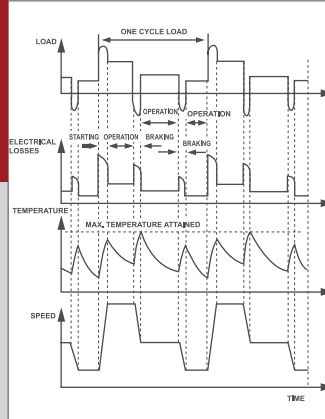 ONE CYCLE LOAD
LOAD
OPERATION
OPERATION
STARTING
OPERATION
BRAKING
ELECTRICAL
LOSSES
BRAKING
TEMPERATURE
MAX. TEMPERATURE ATTAINED
SPEED
TIME